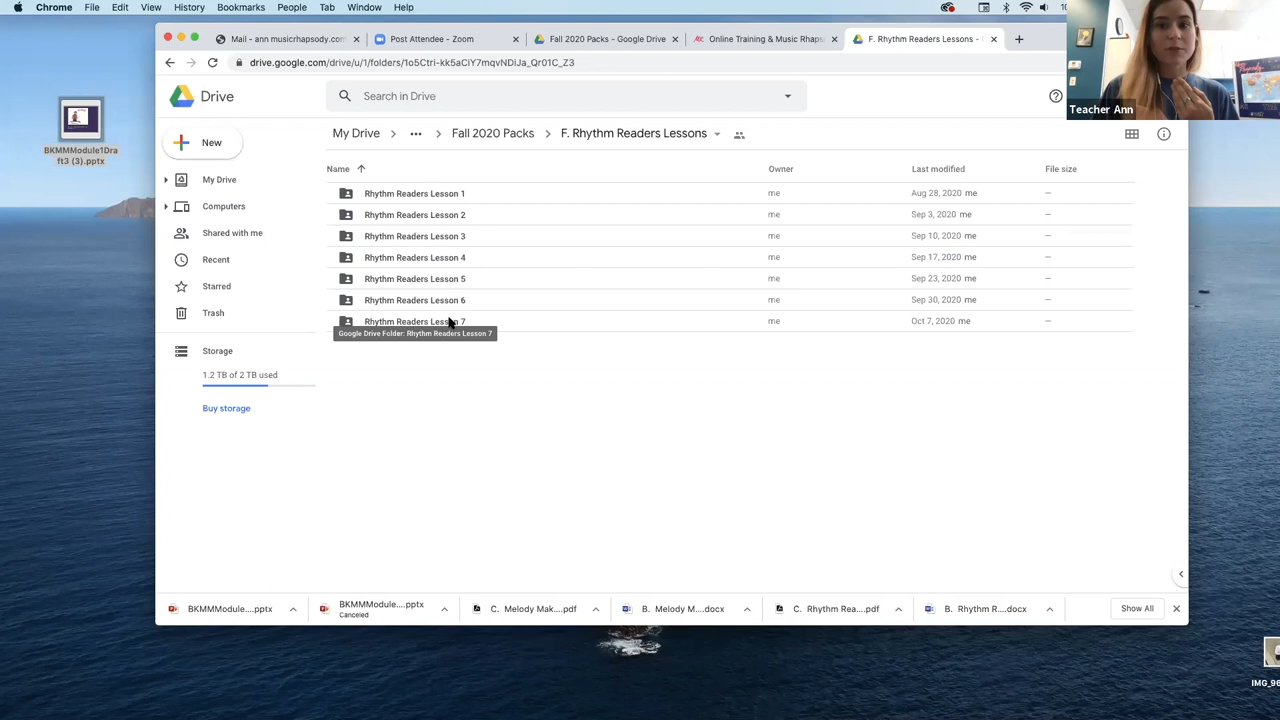 Chrome File Edit View History Bookmarks People Tab Window Help
Mail - ann musicrhapsody.com
Post Attendee - Zoom
Fall 2020 Packs - Google Drive
Online Training & Music Rhaps
F. Rhythm Readers Lessons -
drive.google.com/drive/u/1/folders/1o5Ctri-kk5aCiY7mqvNDiJa_Qr01C_Z3
Teacher Ann
Drive
Search in Drive
My Drive
Fall 2020 Packs
F. Rhythm Readers Lessons
New
My Drive
Computers
Shared with me
Recent
Starred
Trash
Storage
1.2 TB of 2 TB used
Buy storage
Name Owner Last modified File size
Rhythm Readers Lesson 1 me Aug 28, 2020 me —
Rhythm Readers Lesson 2 me Sep 3, 2020 me —
Rhythm Readers Lesson 3 me Sep 10, 2020 me —
Rhythm Readers Lesson 4 me Sep 17, 2020 me —
Rhythm Readers Lesson 5 me Sep 23, 2020 me —
Rhythm Readers Lesson 6 me Sep 30, 2020 me —
Rhythm Readers Lesson 7 me Oct 7, 2020 me —
Google Drive Folder: Rhythm Readers Lesson 7
BKMMModule1Dra
ft3 (3).pptx
BKMMModule....pptx
BKMMModule....pptx
Canceled
C. Melody Mak....pdf
B. Melody M....docx
C. Rhythm Rea....pdf
B. Rhythm R....docx
Show All
IMG_96